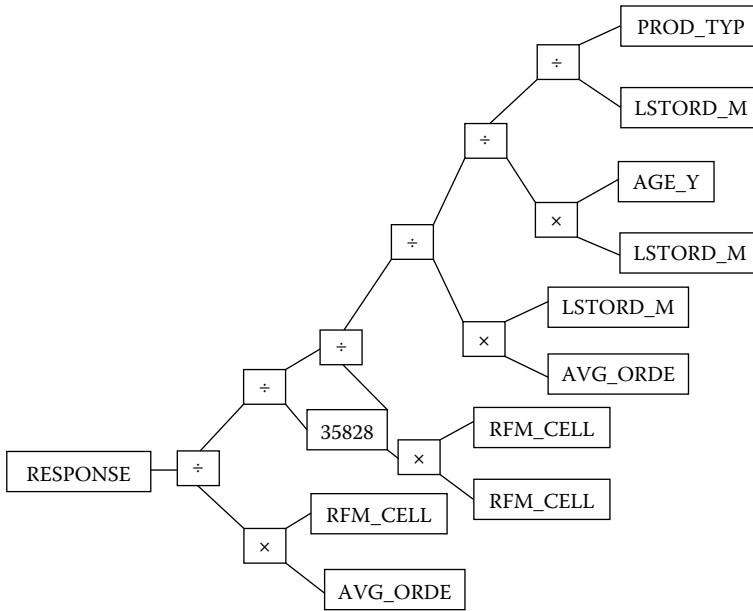 PROD_TYP
÷
LSTORD_M
÷
AGE_Y
×
LSTORD_M
÷
LSTORD_M
÷
×
AVG_ORDE
÷
35828
RFM_CELL
×
RESPONSE
÷
RFM_CELL
RFM_CELL
×
AVG_ORDE